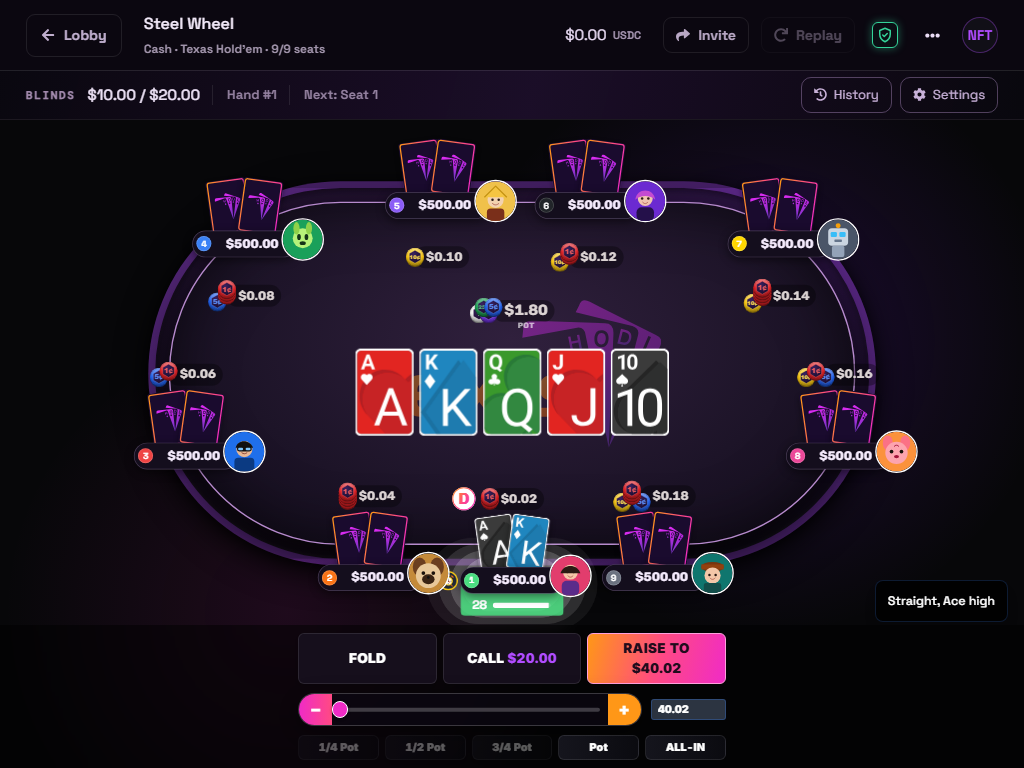 Lobby
Steel Wheel
Cash · Texas Hold'em · 9/9 seats
$0.00 USDC
Invite
Replay
NFT
BLINDS $10.00 / $20.00
Hand #1
Next: Seat 1
History
Settings
5 $500.00
6 $500.00
4 $500.00
7 $500.00
$0.10
$0.12
$0.08
$0.14
$1.80
POT
HOD
A K Q J 10
A K Q J 10
$0.06
$0.16
3 $500.00
8 $500.00
$0.04
D $0.02
$0.18
A K
A K
2 $500.00
1 $500.00
9 $500.00
28
Straight, Ace high
FOLD
CALL $20.00
RAISE TO
$40.02
40.02
1/4 Pot
1/2 Pot
3/4 Pot
Pot
ALL-IN